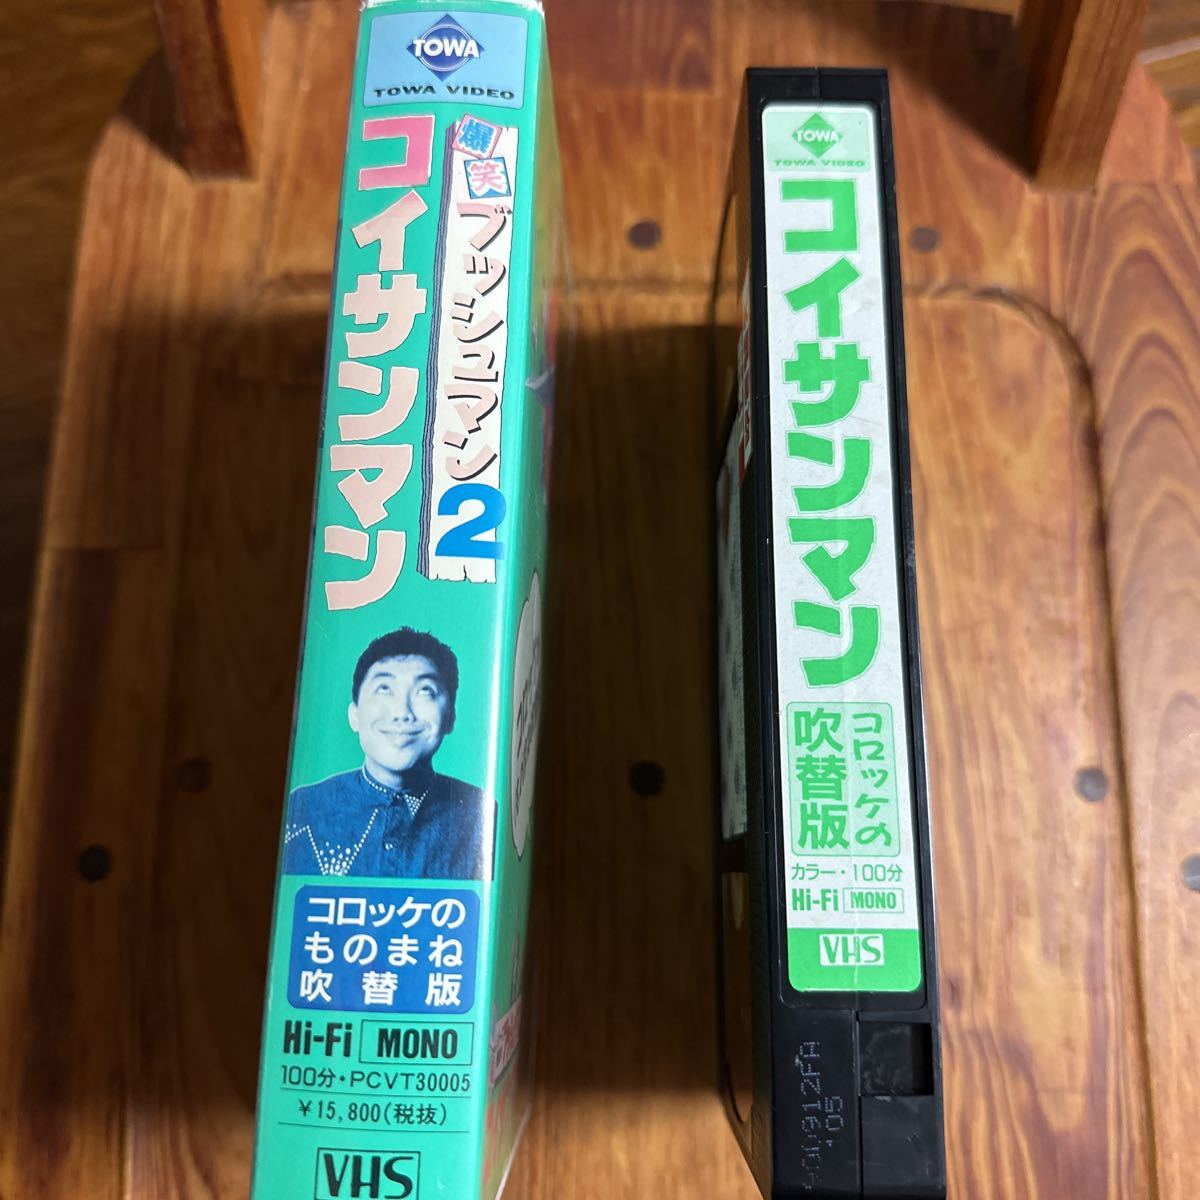 TOWA
TOWA VIDEO
爆笑
ブッシュマン2
コイサンマン
コロッケの
ものまね
吹替版
Hi-Fi MONO
100分・PCVT30005
¥15,800(税抜)
VHS
TOWA
TOWA VIDEO
コイサンマン
コロッケの
吹替版
カラー・100分
Hi-Fi MONO
VHS